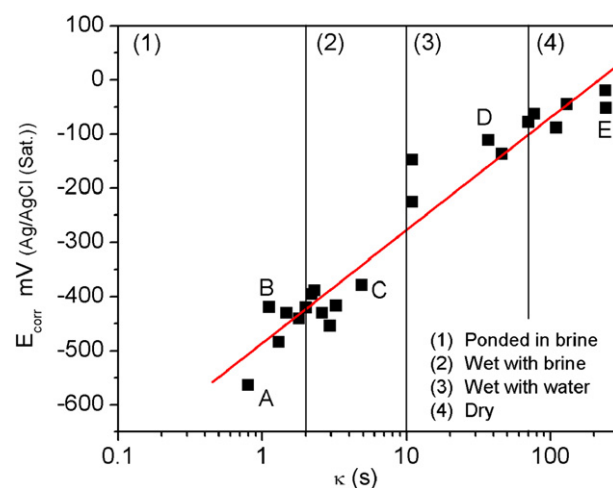 100
0
-100
-200
-300
-400
-500
-600
E corr mV (Ag/AgCl (Sat.))
(1) (2) (3) (4)
A
B
C
D
E
(1) Ponded in brine
(2) Wet with brine
(3) Wet with water
(4) Dry
0.1 1 10 100
κ (s)